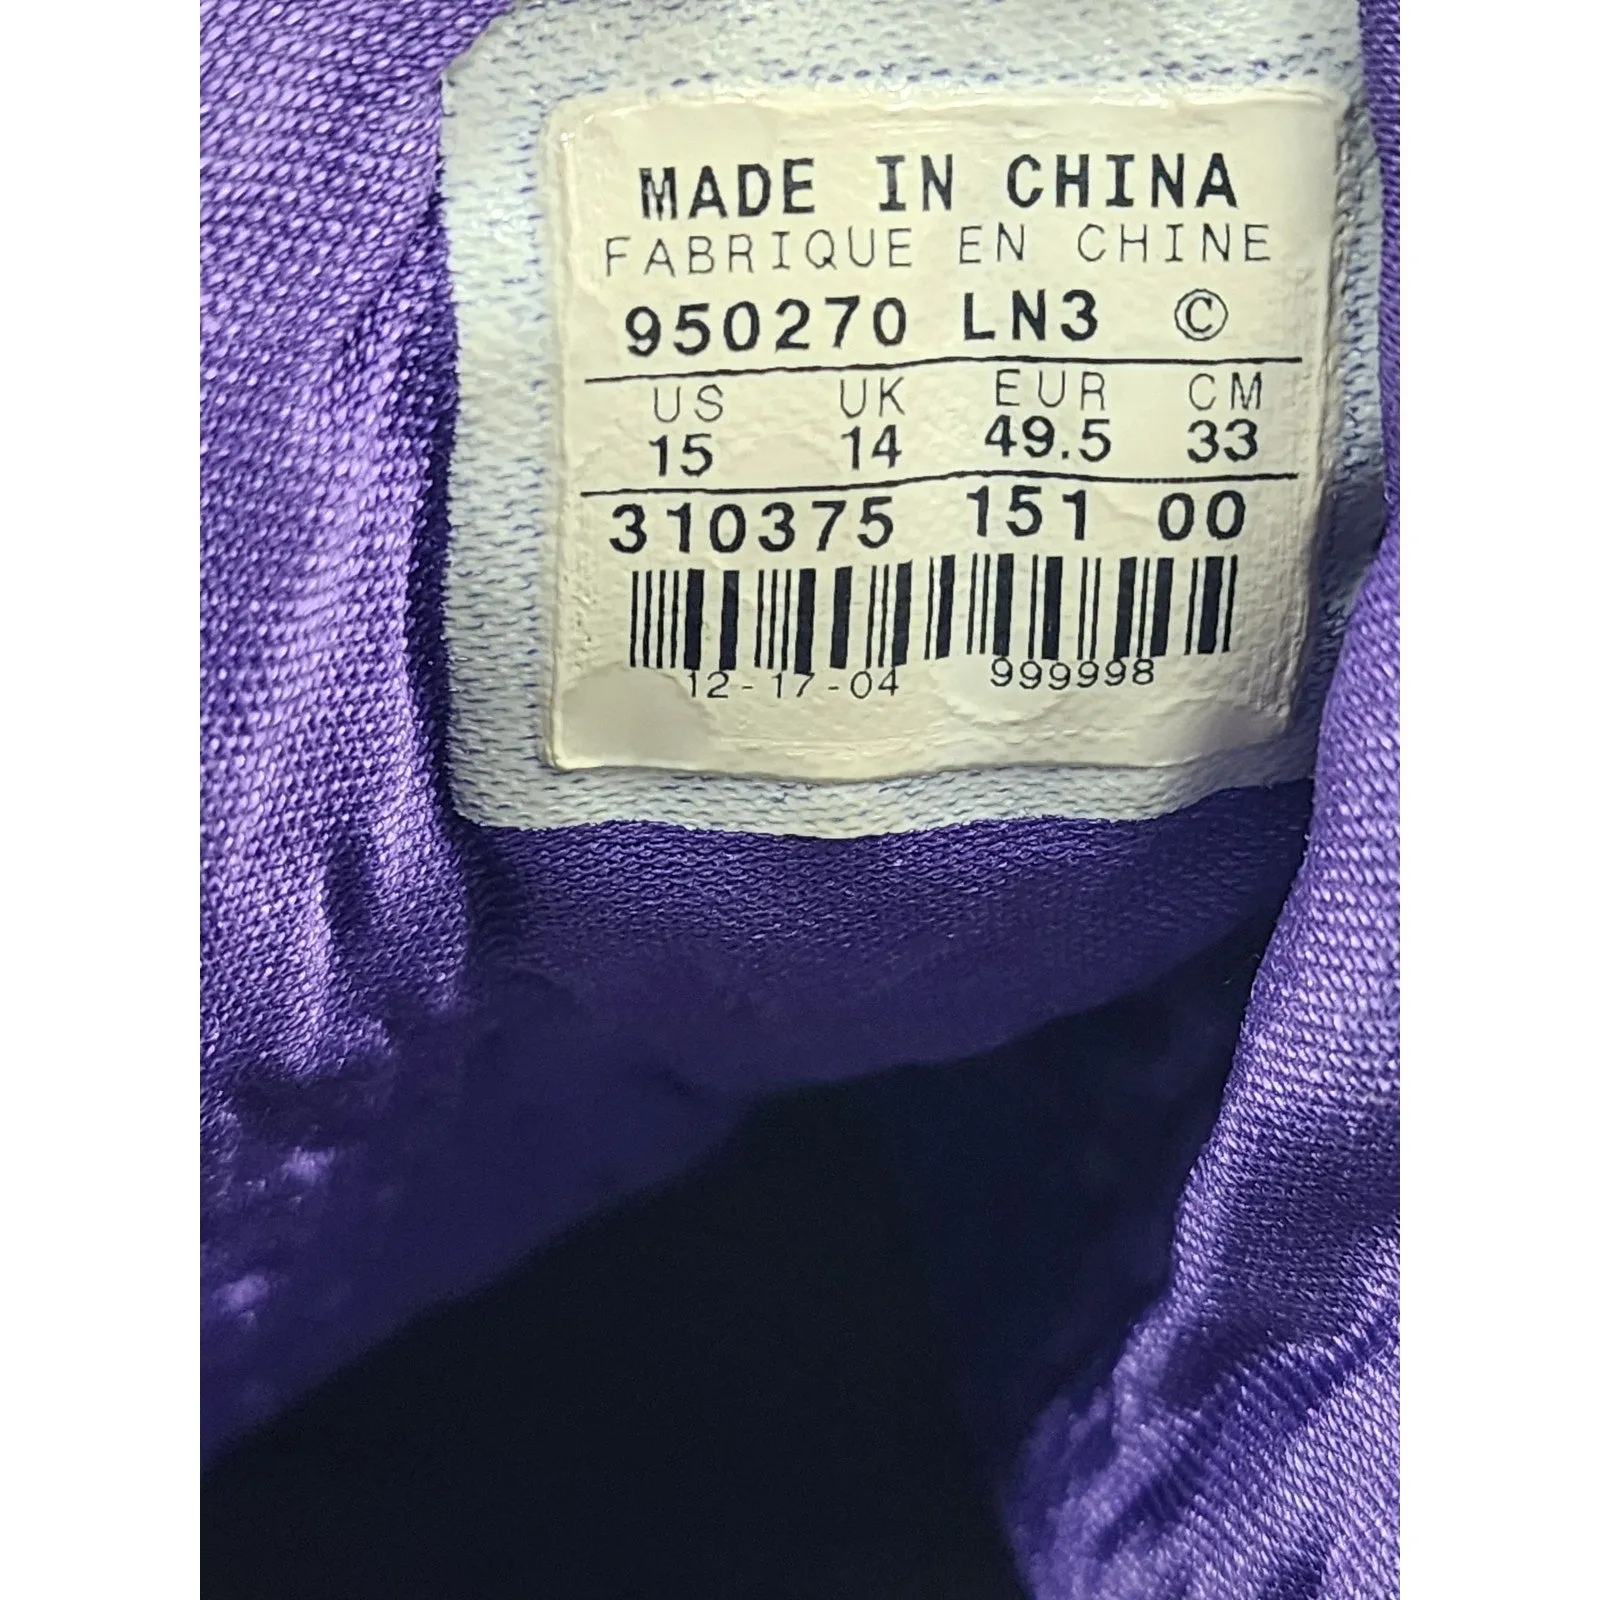 MADE IN CHINA
FABRIQUE EN CHINE
950270 LN3 ©
US UK EUR CM
15 14 49.5 33
310375 151 00
12-17-04 999998